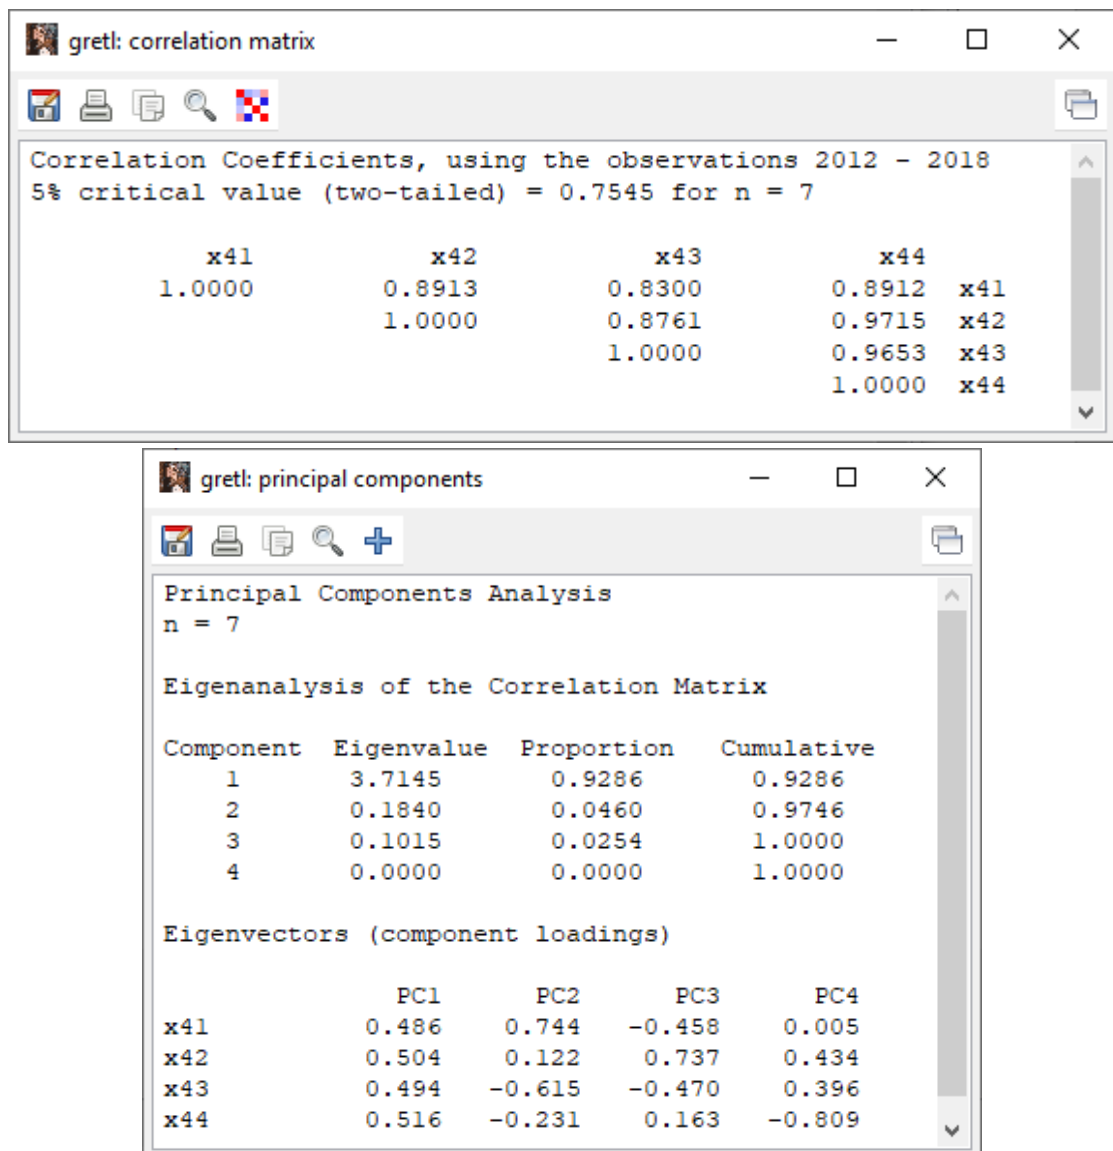 gretl: correlation matrix
Correlation Coefficients, using the observations 2012 - 2018
5% critical value (two-tailed) = 0.7545 for n = 7
x41 x42 x43 x44
1.0000 0.8913 0.8300 0.8912 x41
1.0000 0.8761 0.9715 x42
1.0000 0.9653 x43
1.0000 x44
gretl: principal components
Principal Components Analysis
n = 7
Eigenanalysis of the Correlation Matrix
Component Eigenvalue Proportion Cumulative
1 3.7145 0.9286 0.9286
2 0.1840 0.0460 0.9746
3 0.1015 0.0254 1.0000
4 0.0000 0.0000 1.0000
Eigenvectors (component loadings)
PC1 PC2 PC3 PC4
x41 0.486 0.744 -0.458 0.005
x42 0.504 0.122 0.737 0.434
x43 0.494 -0.615 -0.470 0.396
x44 0.516 -0.231 0.163 -0.809